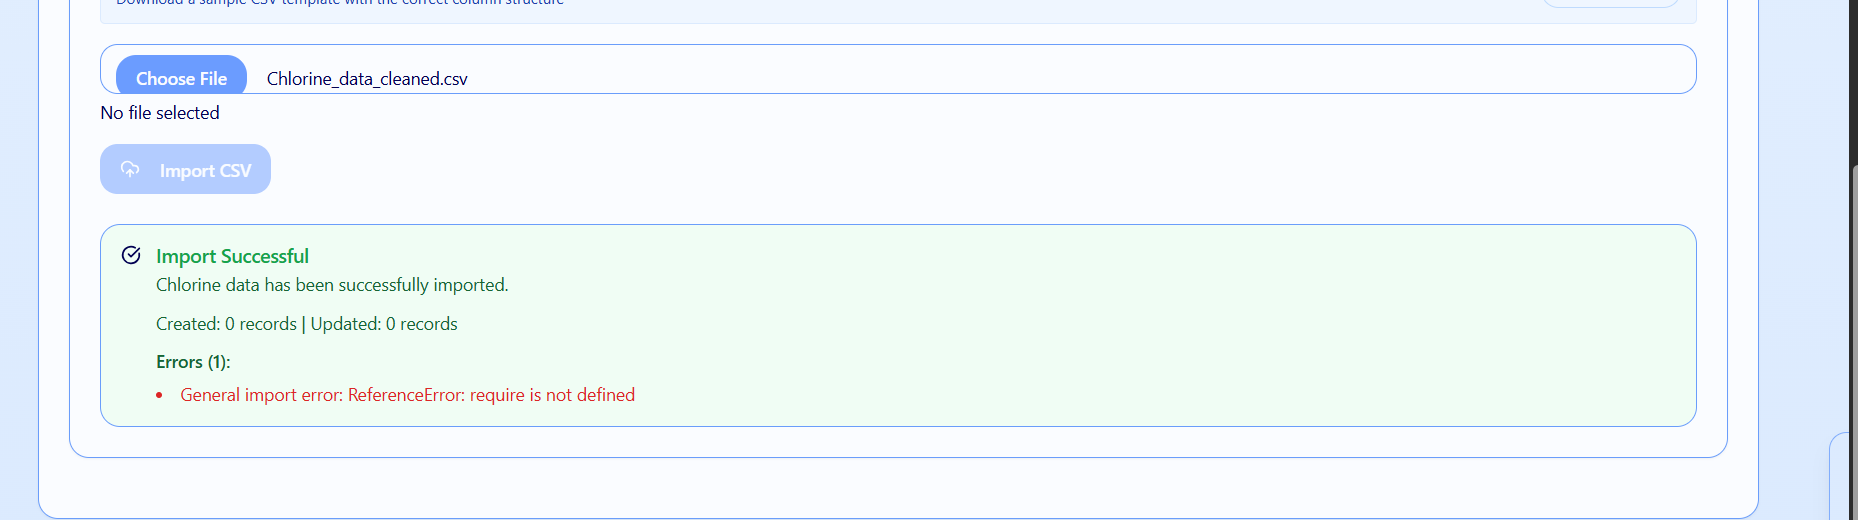 Download a sample CSV template with the correct column structure
Choose File Chlorine_data_cleaned.csv
No file selected
Import CSV
Import Successful
Chlorine data has been successfully imported.
Created: 0 records | Updated: 0 records
Errors (1):
• General import error: ReferenceError: require is not defined